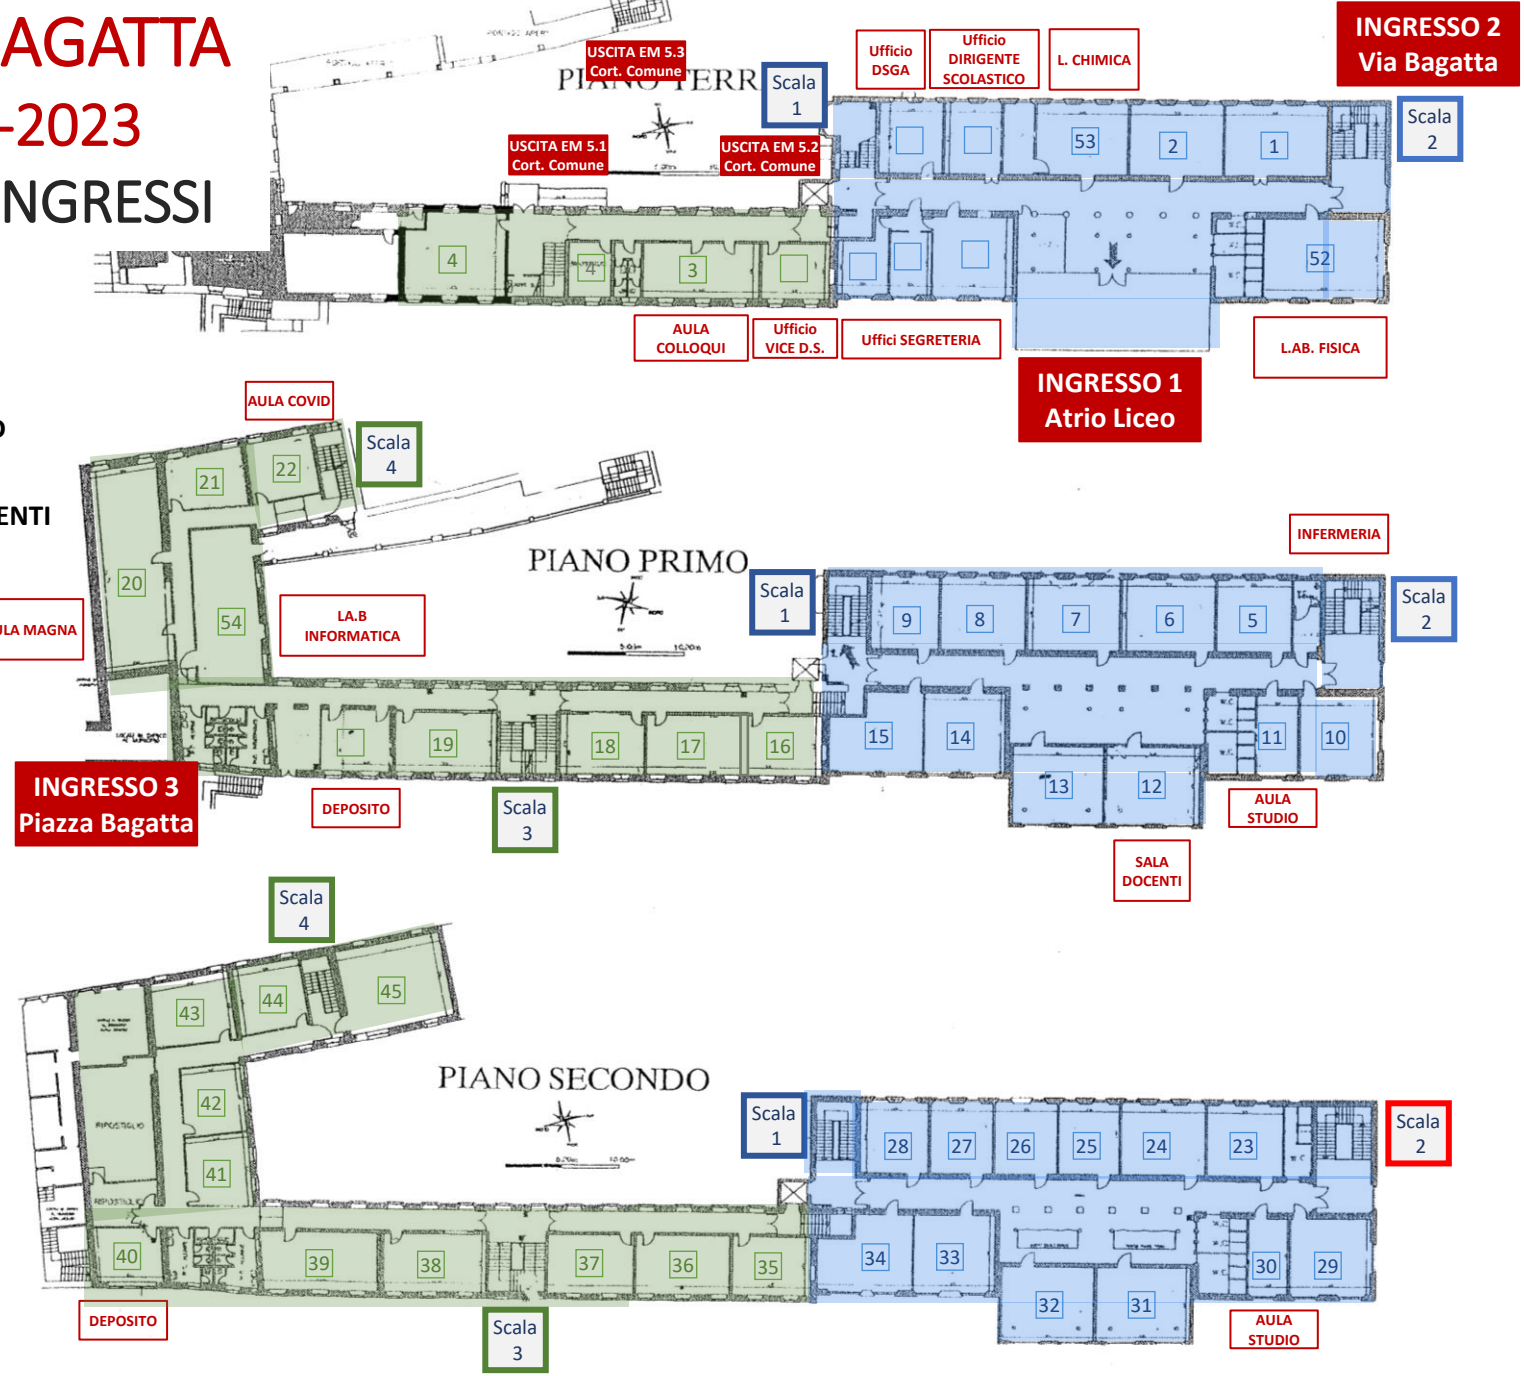 AGATTA
-2023
NGRESSI
USCITA EM 5.3
Cort. Comune
PIANO TERR
Scala
1
Ufficio
DSGA
Ufficio
DIRIGENTE
SCOLASTICO
L. CHIMICA
INGRESSO 2
Via Bagatta
Scala
2
USCITA EM 5.1
Cort. Comune
USCITA EM 5.2
Cort. Comune
53
2
1
4
4
3
52
AULA
COLLOQUI
Ufficio
VICE D.S.
Uffici SEGRETERIA
L.AB. FISICA
INGRESSO 1
Atrio Liceo
AULA COVID
O
ENTI
Scala
4
21
22
20
54
ULA MAGNA
LA.B
INFORMATICA
PIANO PRIMO
Scala
1
INFERMERIA
Scala
2
9
8
7
6
5
19
18
17
16
15
14
11
10
13
12
W.C
W.C
INGRESSO 3
Piazza Bagatta
DEPOSITO
Scala
3
AULA
STUDIO
SALA
DOCENTI
Scala
4
43
44
45
42
41
RIPOSTIGLIO
RIPOSTIGLIO
PIANO SECONDO
Scala
1
Scala
2
28
27
26
25
24
23
40
39
38
37
36
35
34
33
30
29
32
31
DEPOSITO
Scala
3
AULA
STUDIO